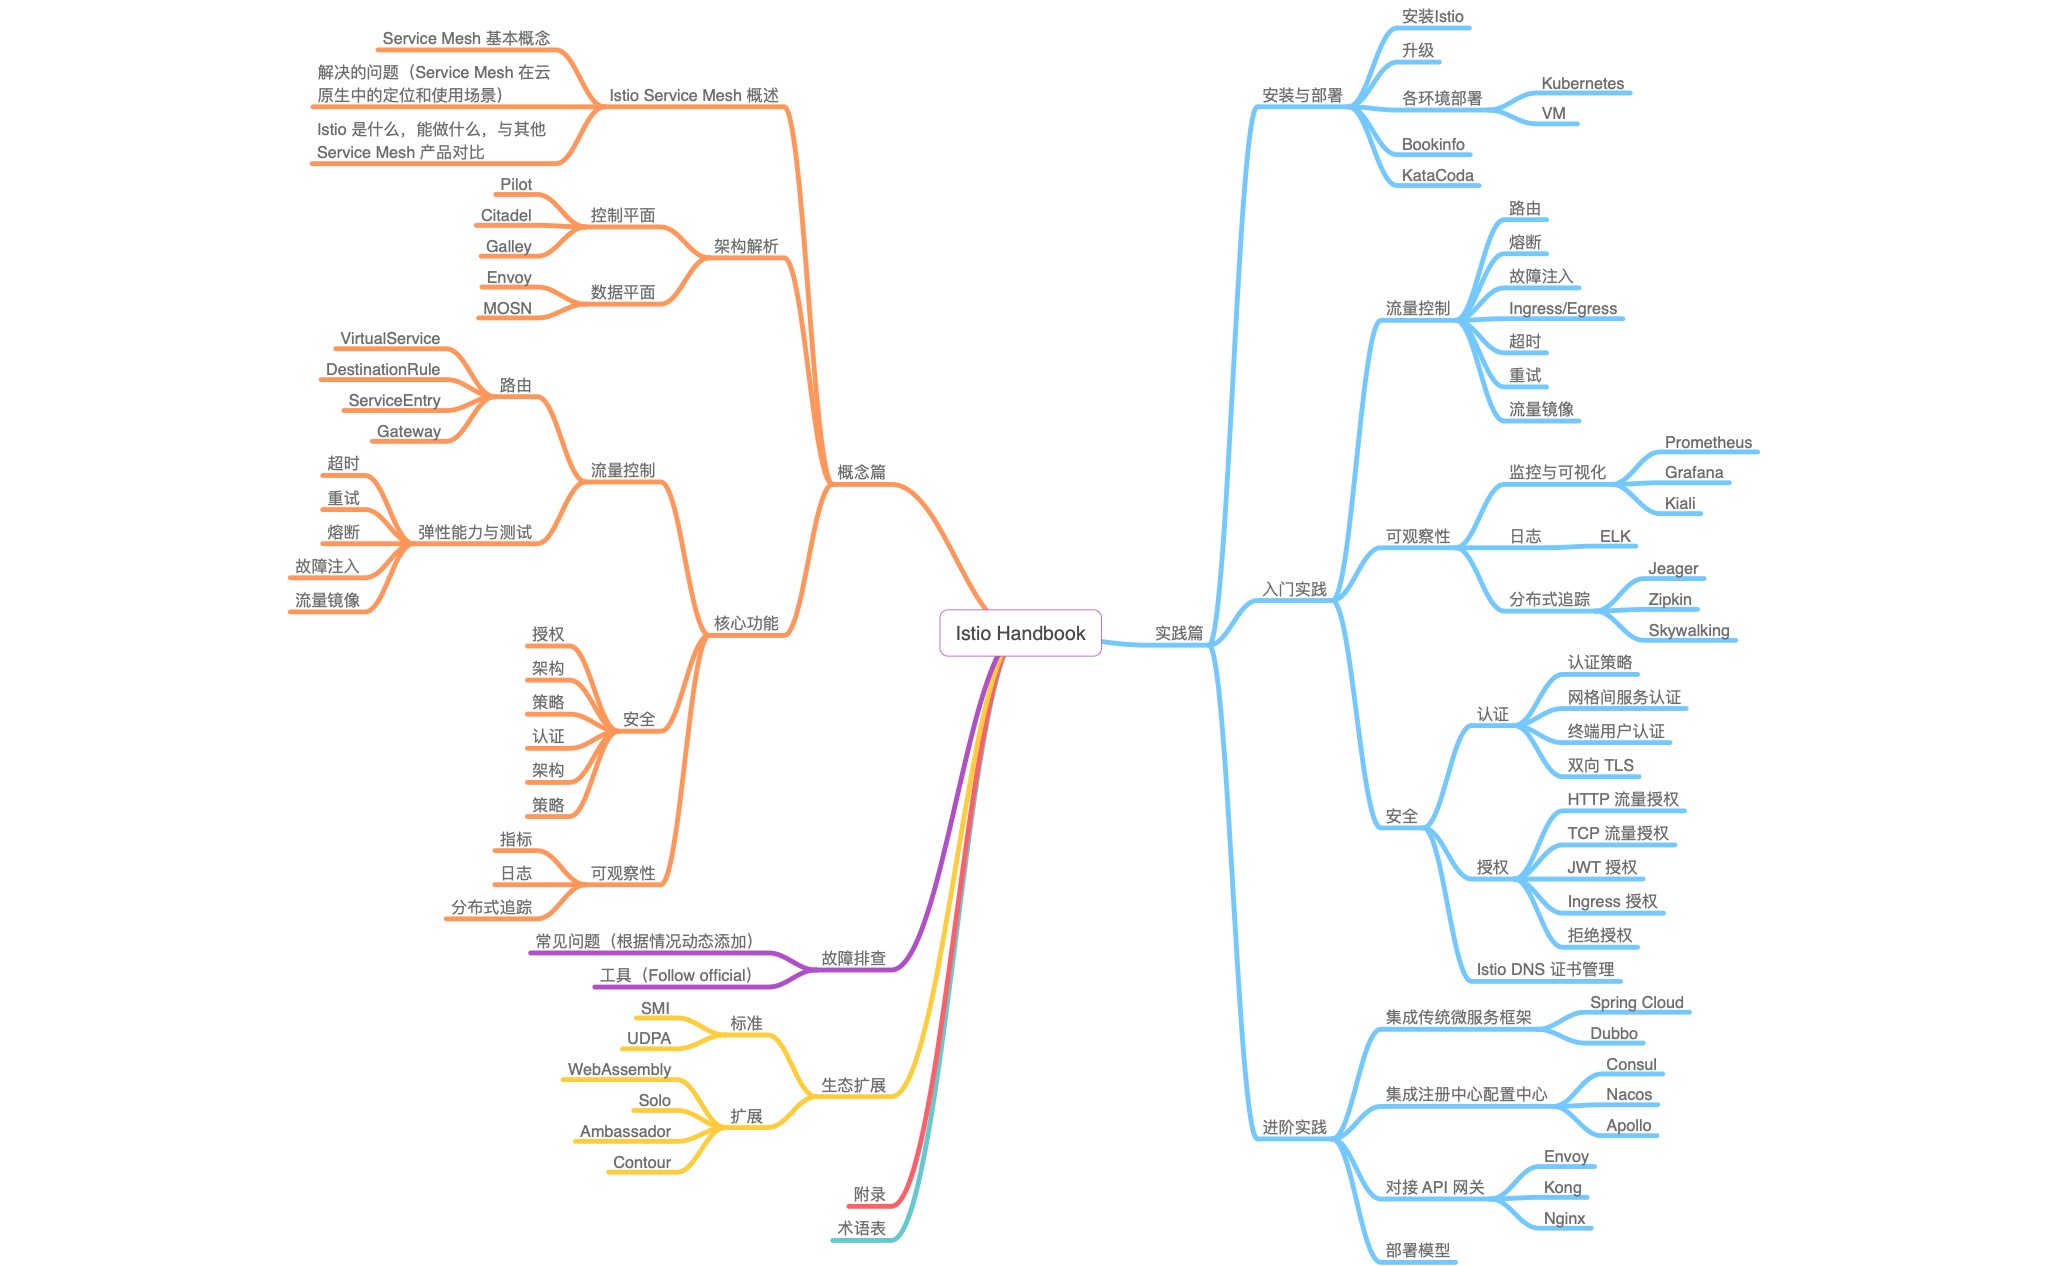 Istio Handbook
概念篇
Istio Service Mesh 概述
Service Mesh 基本概念
解决的问题（Service Mesh 在云
原生中的定位和使用场景）
Istio 是什么，能做什么，与其他
Service Mesh 产品对比
架构解析
控制平面
Pilot
Citadel
Galley
数据平面
Envoy
MOSN
核心功能
流量控制
路由
VirtualService
DestinationRule
ServiceEntry
Gateway
弹性能力与测试
超时
重试
熔断
故障注入
流量镜像
安全
授权
架构
策略
认证
架构
策略
可观察性
指标
日志
分布式追踪
故障排查
常见问题（根据情况动态添加）
工具（Follow official）
生态扩展
标准
SMI
UDPA
扩展
WebAssembly
Solo
Ambassador
Contour
附录
术语表
实践篇
安装与部署
安装Istio
升级
各环境部署
Kubernetes
VM
Bookinfo
KataCoda
入门实践
流量控制
路由
熔断
故障注入
Ingress/Egress
超时
重试
流量镜像
可观察性
监控与可视化
Prometheus
Grafana
Kiali
日志
ELK
分布式追踪
Jeager
Zipkin
Skywalking
安全
认证
认证策略
网格间服务认证
终端用户认证
双向 TLS
授权
HTTP 流量授权
TCP 流量授权
JWT 授权
Ingress 授权
拒绝授权
Istio DNS 证书管理
进阶实践
集成传统微服务框架
Spring Cloud
Dubbo
集成注册中心配置中心
Consul
Nacos
Apollo
对接 API 网关
Envoy
Kong
Nginx
部署模型